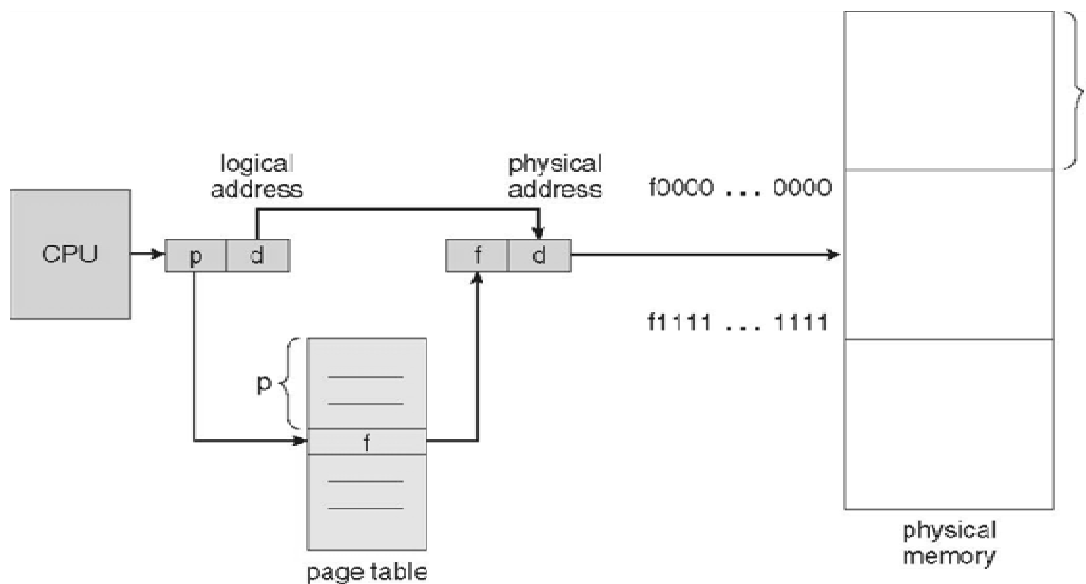 logical
address
physical
address
f0000 ... 0000
CPU
p
d
f
d
f1111 ... 1111
p
f
page table
physical
memory